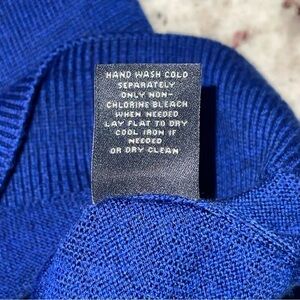 HAND WASH COLD
SEPARATELY
ONLY NON-
CHLORINE BLEACH
WHEN NEEDED
LAY FLAT TO DRY
COOL IRON IF
NEEDED
OR DRY CLEAN